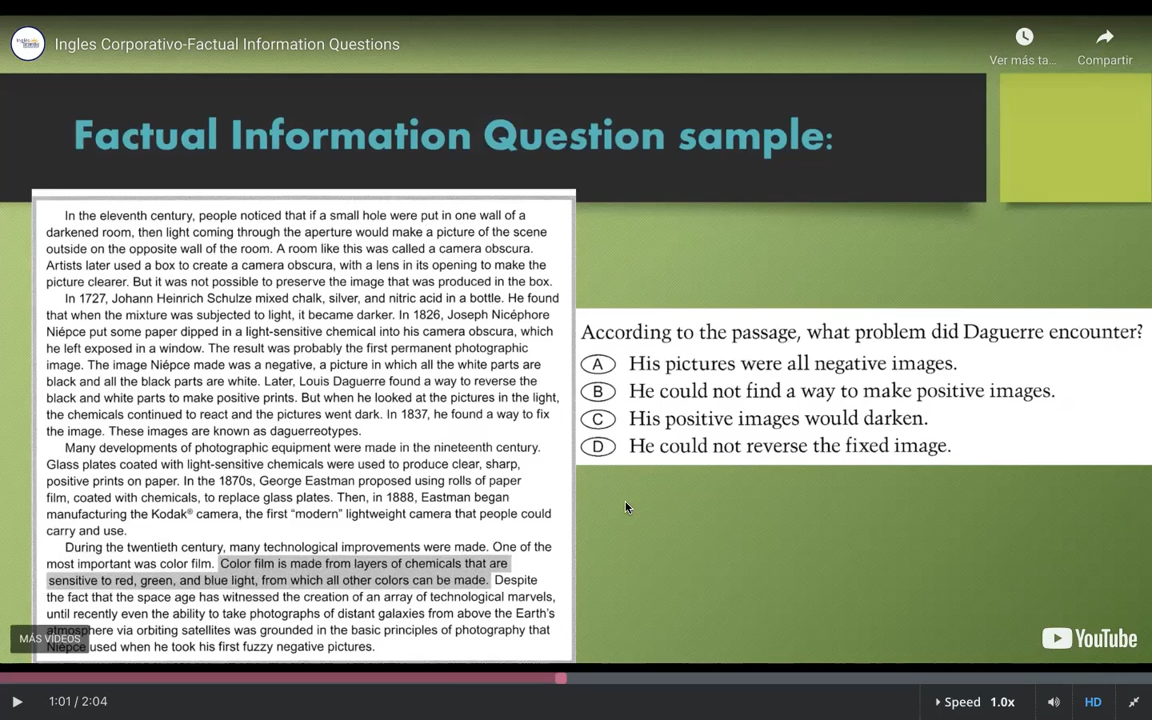 Ingles Corporativo-Factual Information Questions
Ver más ta...
Compartir
Factual Information Question sample:
In the eleventh century, people noticed that if a small hole were put in one wall of a
darkened room, then light coming through the aperture would make a picture of the scene
outside on the opposite wall of the room. A room like this was called a camera obscura.
Artists later used a box to create a camera obscura, with a lens in its opening to make the
picture clearer. But it was not possible to preserve the image that was produced in the box.
In 1727, Johann Heinrich Schulze mixed chalk, silver, and nitric acid in a bottle. He found
that when the mixture was subjected to light, it became darker. In 1826, Joseph Nicéphore
Niépce put some paper dipped in a light-sensitive chemical into his camera obscura, which
he left exposed in a window. The result was probably the first permanent photographic
image. The image Niépce made was a negative, a picture in which all the white parts are
black and all the black parts are white. Later, Louis Daguerre found a way to reverse the
black and white parts to make positive prints. But when he looked at the pictures in the light,
the chemicals continued to react and the pictures went dark. In 1837, he found a way to fix
the image. These images are known as daguerreotypes.
Many developments of photographic equipment were made in the nineteenth century.
Glass plates coated with light-sensitive chemicals were used to produce clear, sharp,
positive prints on paper. In the 1870s, George Eastman proposed using rolls of paper
film, coated with chemicals, to replace glass plates. Then, in 1888, Eastman began
manufacturing the Kodak® camera, the first "modern" lightweight camera that people could
carry and use.
During the twentieth century, many technological improvements were made. One of the
most important was color film. Color film is made from layers of chemicals that are
sensitive to red, green, and blue light, from which all other colors can be made. Despite
the fact that the space age has witnessed the creation of an array of technological marvels,
until recently even the ability to take photographs of distant galaxies from above the Earth's
atmosphere via orbiting satellites was grounded in the basic principles of photography that
Niépce used when he took his first fuzzy negative pictures.
According to the passage, what problem did Daguerre encounter?
A His pictures were all negative images.
B He could not find a way to make positive images.
C His positive images would darken.
D He could not reverse the fixed image.
MÁS VÍDEOS
YouTube
1:01 / 2:04
Speed 1.0x
HD